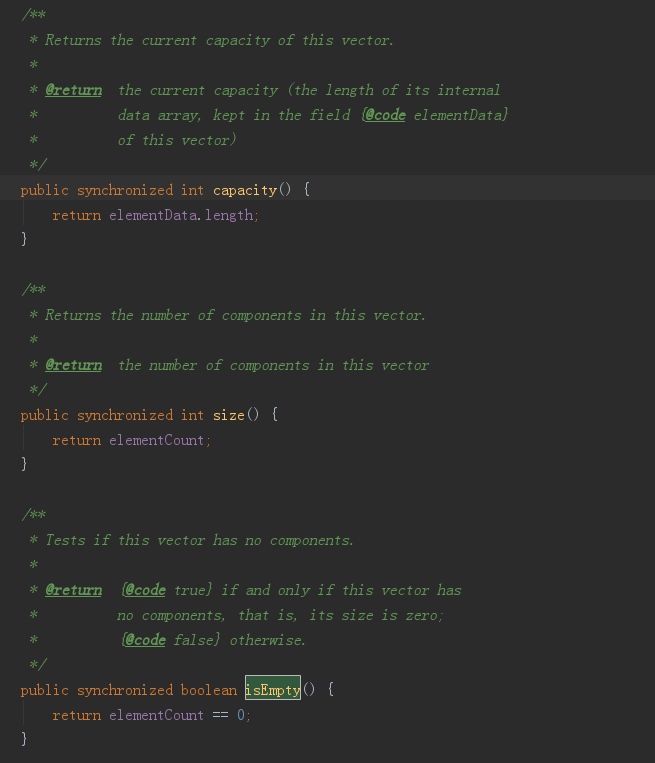 /**
 * Returns the current capacity of this vector.
 *
 * @return  the current capacity (the length of its internal
 *          data array, kept in the field {@code elementData}
 *          of this vector)
 */
public synchronized int capacity() {
    return elementData.length;
}
/**
 * Returns the number of components in this vector.
 *
 * @return  the number of components in this vector
 */
public synchronized int size() {
    return elementCount;
}
/**
 * Tests if this vector has no components.
 *
 * @return  {@code true} if and only if this vector has
 *          no components, that is, its size is zero;
 *          {@code false} otherwise.
 */
public synchronized boolean isEmpty() {
    return elementCount == 0;
}